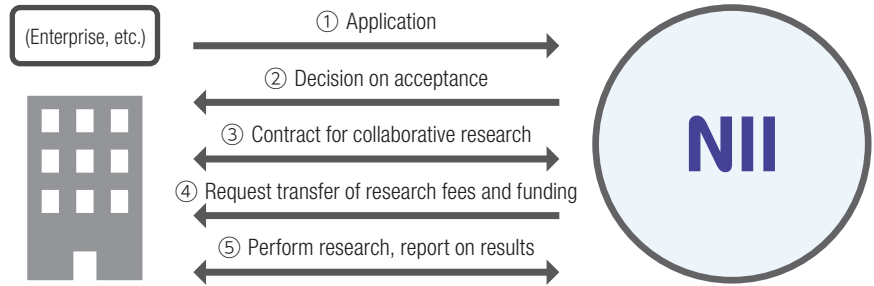 (Enterprise, etc.)
① Application
② Decision on acceptance
③ Contract for collaborative research
④ Request transfer of research fees and funding
⑤ Perform research, report on results
NII